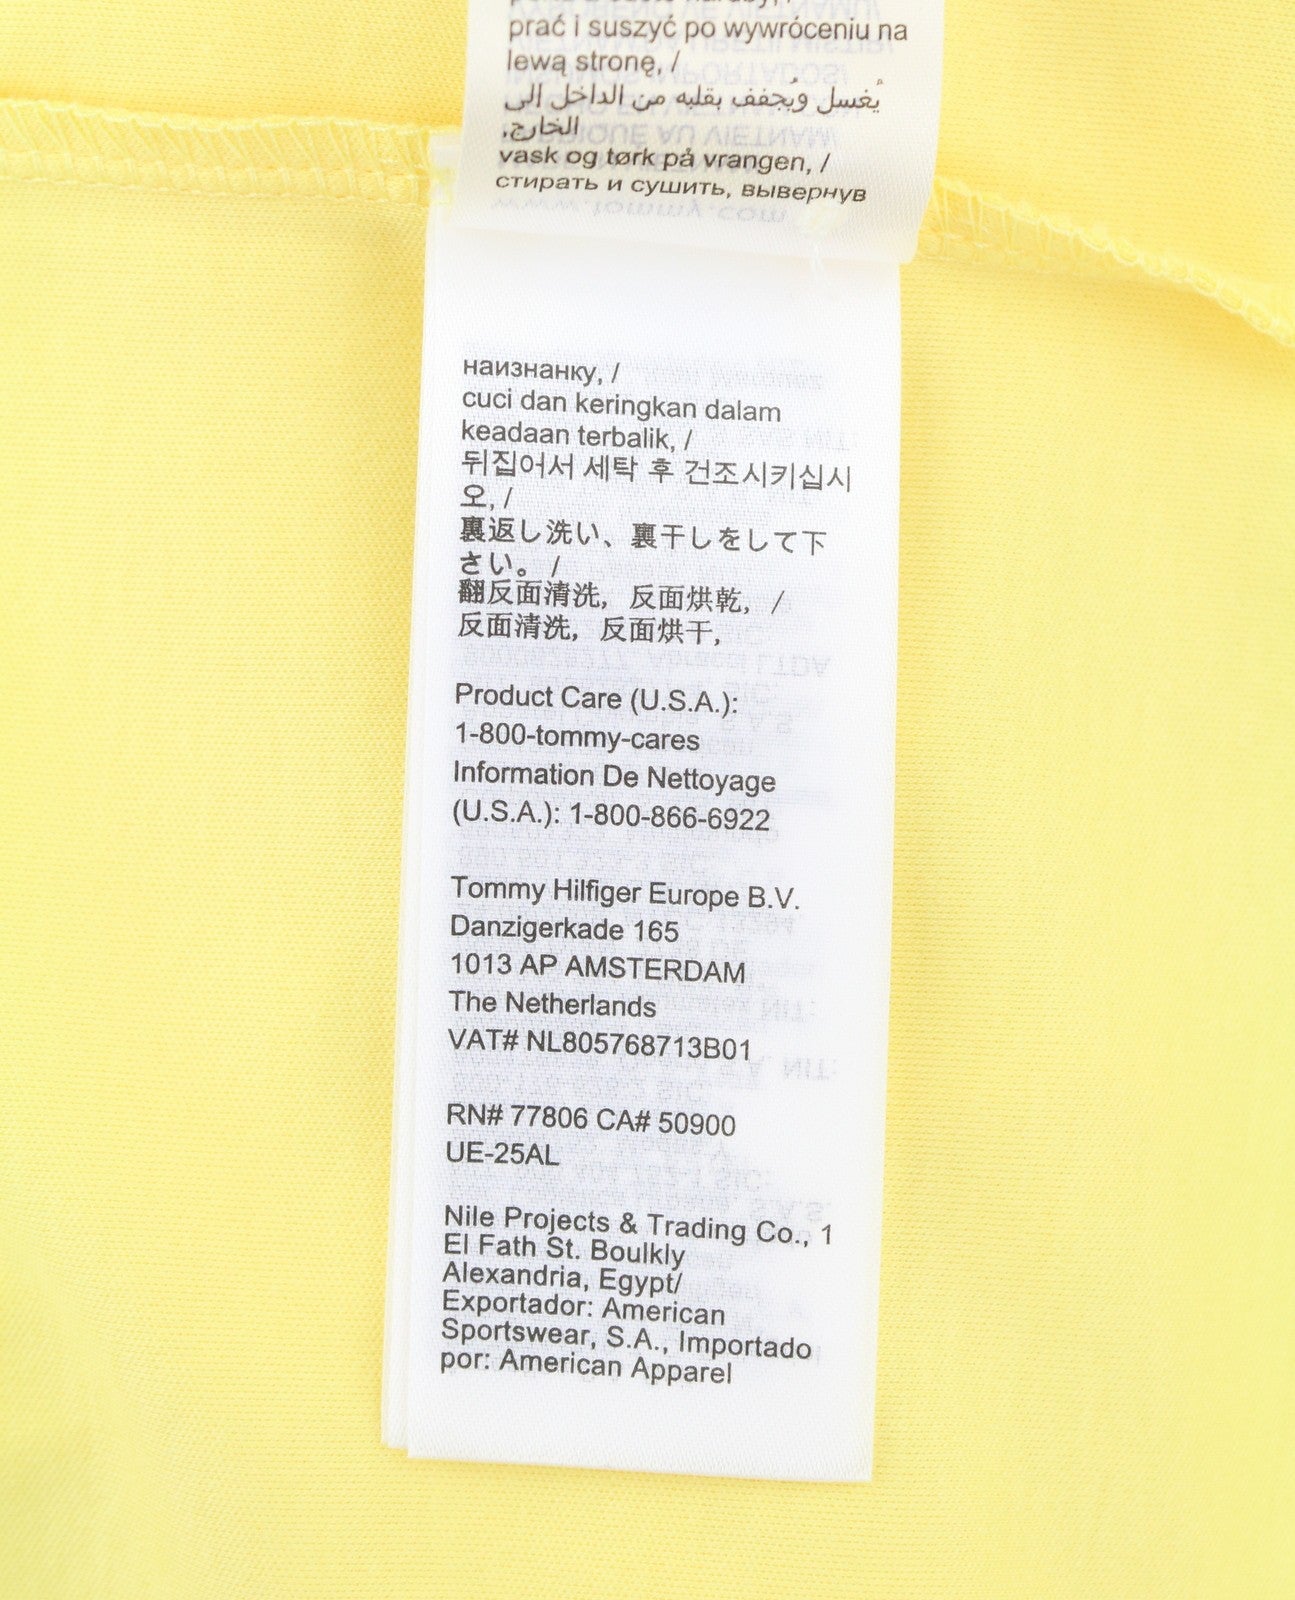 prać i suszyć po wywróceniu na
lewą stronę, /
يُغسل ويُجفف بقلبه من الداخل إلى
الخارج,
vask og tørk på vrangen, /
стирать и сушить, вывернув
www.tommy.com
наизнанку, /
cuci dan keringkan dalam
keadaan terbalik, /
뒤집어서 세탁 후 건조시키십시
오, /
裏返し洗い、裏干しをして下
さい。 /
翻反面清洗, 反面烘乾, /
反面清洗, 反面烘干,
Product Care (U.S.A.):
1-800-tommy-cares
Information De Nettoyage
(U.S.A.): 1-800-866-6922
Tommy Hilfiger Europe B.V.
Danzigerkade 165
1013 AP AMSTERDAM
The Netherlands
VAT# NL805768713B01
RN# 77806 CA# 50900
UE-25AL
Nile Projects & Trading Co., 1
El Fath St. Boulkly
Alexandria, Egypt/
Exportador: American
Sportswear, S.A., Importado
por: American Apparel